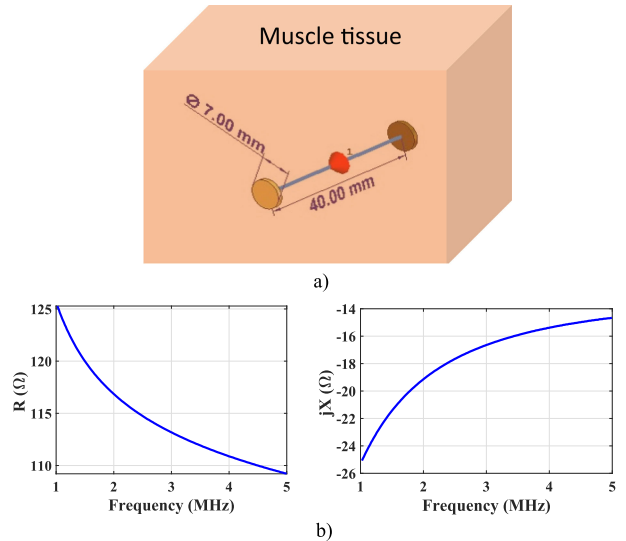 Muscle tissue
Ø 7.00 mm
1
40.00 mm
a)
125
120
115
110
R (Ω)
1 2 3 4 5
Frequency (MHz)
-14
-16
-18
-20
-22
-24
-26
jX (Ω)
1 2 3 4 5
Frequency (MHz)
b)